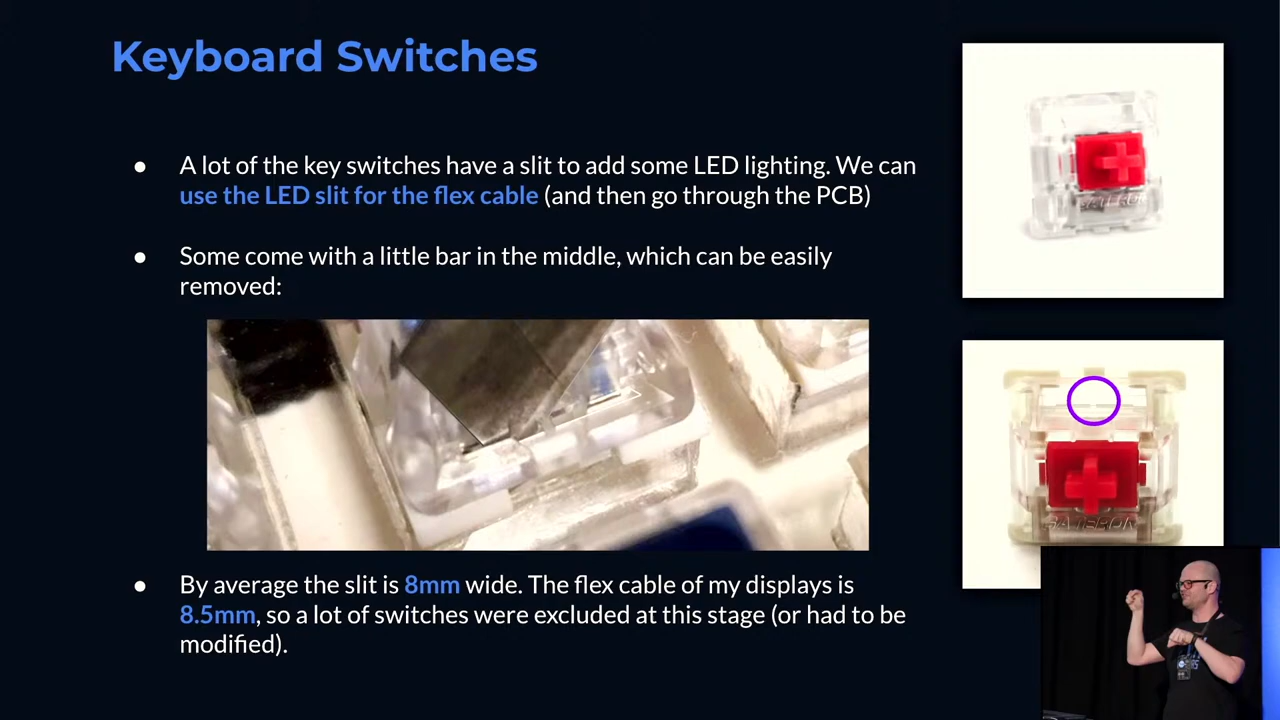 Keyboard Switches
A lot of the key switches have a slit to add some LED lighting. We can
use the LED slit for the flex cable (and then go through the PCB)
Some come with a little bar in the middle, which can be easily
removed:
GATERON
GATERON
By average the slit is 8mm wide. The flex cable of my displays is
8.5mm, so a lot of switches were excluded at this stage (or had to be
modified).